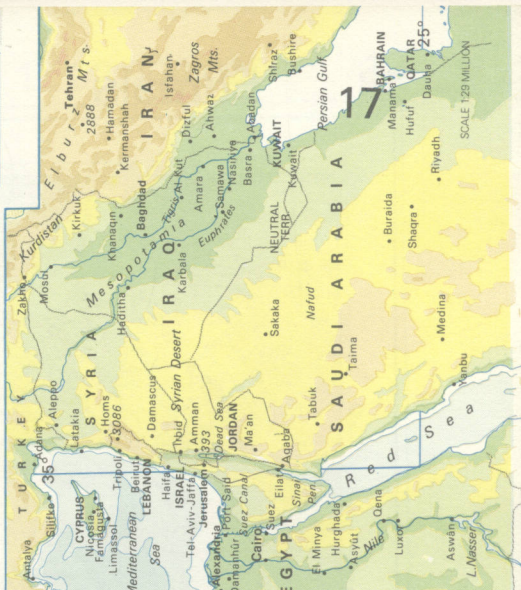 TURKEY
Antalya
Adana
Silifke
35°
Aleppo
Latakia
Zakho
Kurdistan
Mosul
Kirkuk
Elburz Mts.
Tehran
2888
Hamadan
Kermanshah
IRAN
Isfahan
Zagros
Mts.
Shiraz
Bushire
CYPRUS
Nicosia
Famagusta
Limassol
SYRIA
Homs
3086
Tripoli
Haditha
Mesopotamia
Khanaqin
Baghdad
Tigris
Al Kut
Dizful
Ahwaz
Abadan
Mediterranean
Sea
Beirut
LEBANON
Damascus
Syrian Desert
IRAQ
Karbala
Amara
Samawa
Nasiriya
Euphrates
Basra
KUWAIT
Kuwait
Persian Gulf
Haifa
ISRAEL
Tel-Aviv-Jaffa
Jerusalem
Irbid
Amman
393
Dead Sea
JORDAN
Ma'an
NEUTRAL
TERR.
17
BAHRAIN
Manama
QATAR
Dauha
25°
Hufuf
SCALE 1:29 MILLION
Alexandria
Damanhûr
Port Said
Suez Canal
Cairo
Suez
Eilat
Aqaba
Sinai
Pen.
Tabuk
Sakaka
Nafud
Taima
SAUDI ARABIA
Buraida
Shaqra
Riyadh
Medina
Yanbu
EGYPT
El Minya
Asyût
Hurghada
Nile
Qena
Luxor
Aswân
L.Nasser
Red Sea